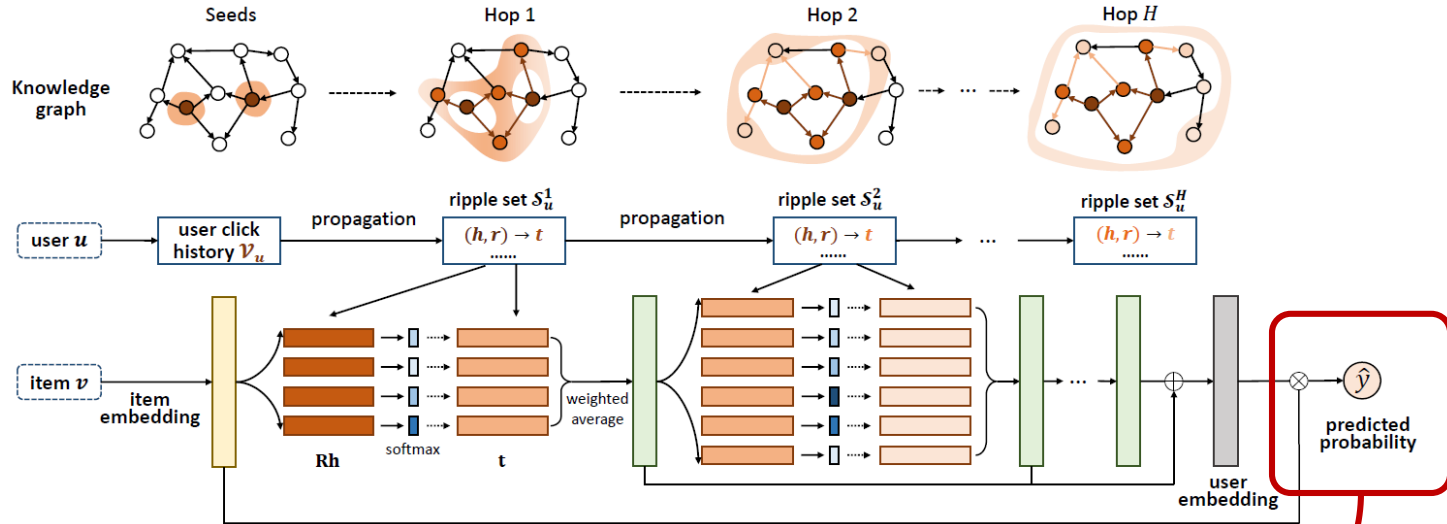 Seeds
Hop 1
Hop 2
Hop H
Knowledge
graph
...
ripple set S_u^1
ripple set S_u^2
ripple set S_u^H
propagation
propagation
user u
user click
history V_u
(h, r) → t
......
(h, r) → t
......
...
(h, r) → t
......
item v
item
embedding
Rh
softmax
t
weighted
average
...
user
embedding
ŷ
predicted
probability